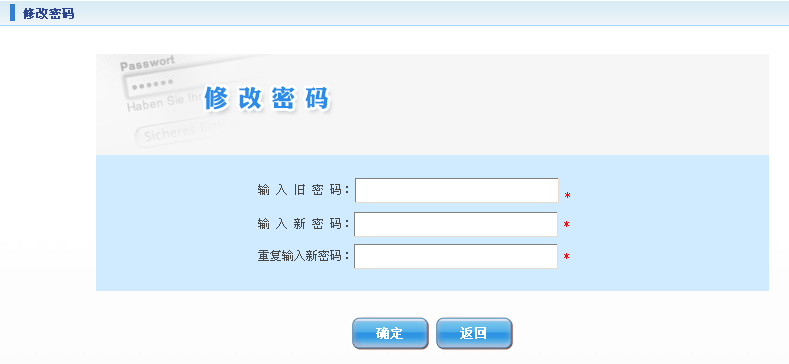 修改密码
Passwort
Haben Sie Ihr
修改密码
Sicheres
输入旧密码：
*
输入新密码：
*
重复输入新密码：
*
确定 返回